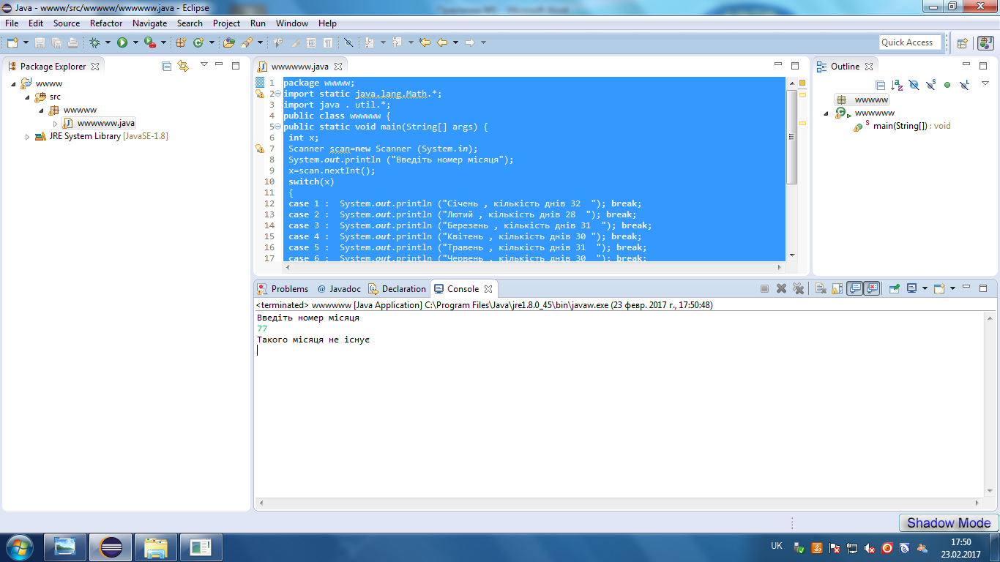 Java - wwww/src/wwwww/wwwwww.java - Eclipse
File Edit Source Refactor Navigate Search Project Run Window Help
Quick Access
Package Explorer
wwww
src
wwwww
wwwwww.java
JRE System Library [JavaSE-1.8]
wwwwww.java
1 package wwwww;
2 import static java.lang.Math.*;
3 import java . util.*;
4 public class wwwwww {
5 public static void main(String[] args) {
6 int x;
7 Scanner scan=new Scanner (System.in);
8 System.out.println ("Введіть номер місяця");
9 x=scan.nextInt();
10 switch(x)
11 {
12 case 1 :  System.out.println ("Січень , кількість днів 32  "); break;
13 case 2 :  System.out.println ("Лютий , кількість днів 28  "); break;
14 case 3 :  System.out.println ("Березень , кількість днів 31  "); break;
15 case 4 :  System.out.println ("Квітень , кількість днів 30 "); break;
16 case 5 :  System.out.println ("Травень , кількість днів 31  "); break;
17 case 6 :  System.out.println ("Червень , кількість днів 30  "); break;
Outline
wwwww
wwwwww
main(String[]) : void
Problems @ Javadoc Declaration Console
<terminated> wwwwww [Java Application] C:\Program Files\Java\jre1.8.0_45\bin\javaw.exe (23 февр. 2017 г., 17:50:48)
Введіть номер місяця
77
Такого місяця не існує
Shadow Mode
UK
17:50
23.02.2017